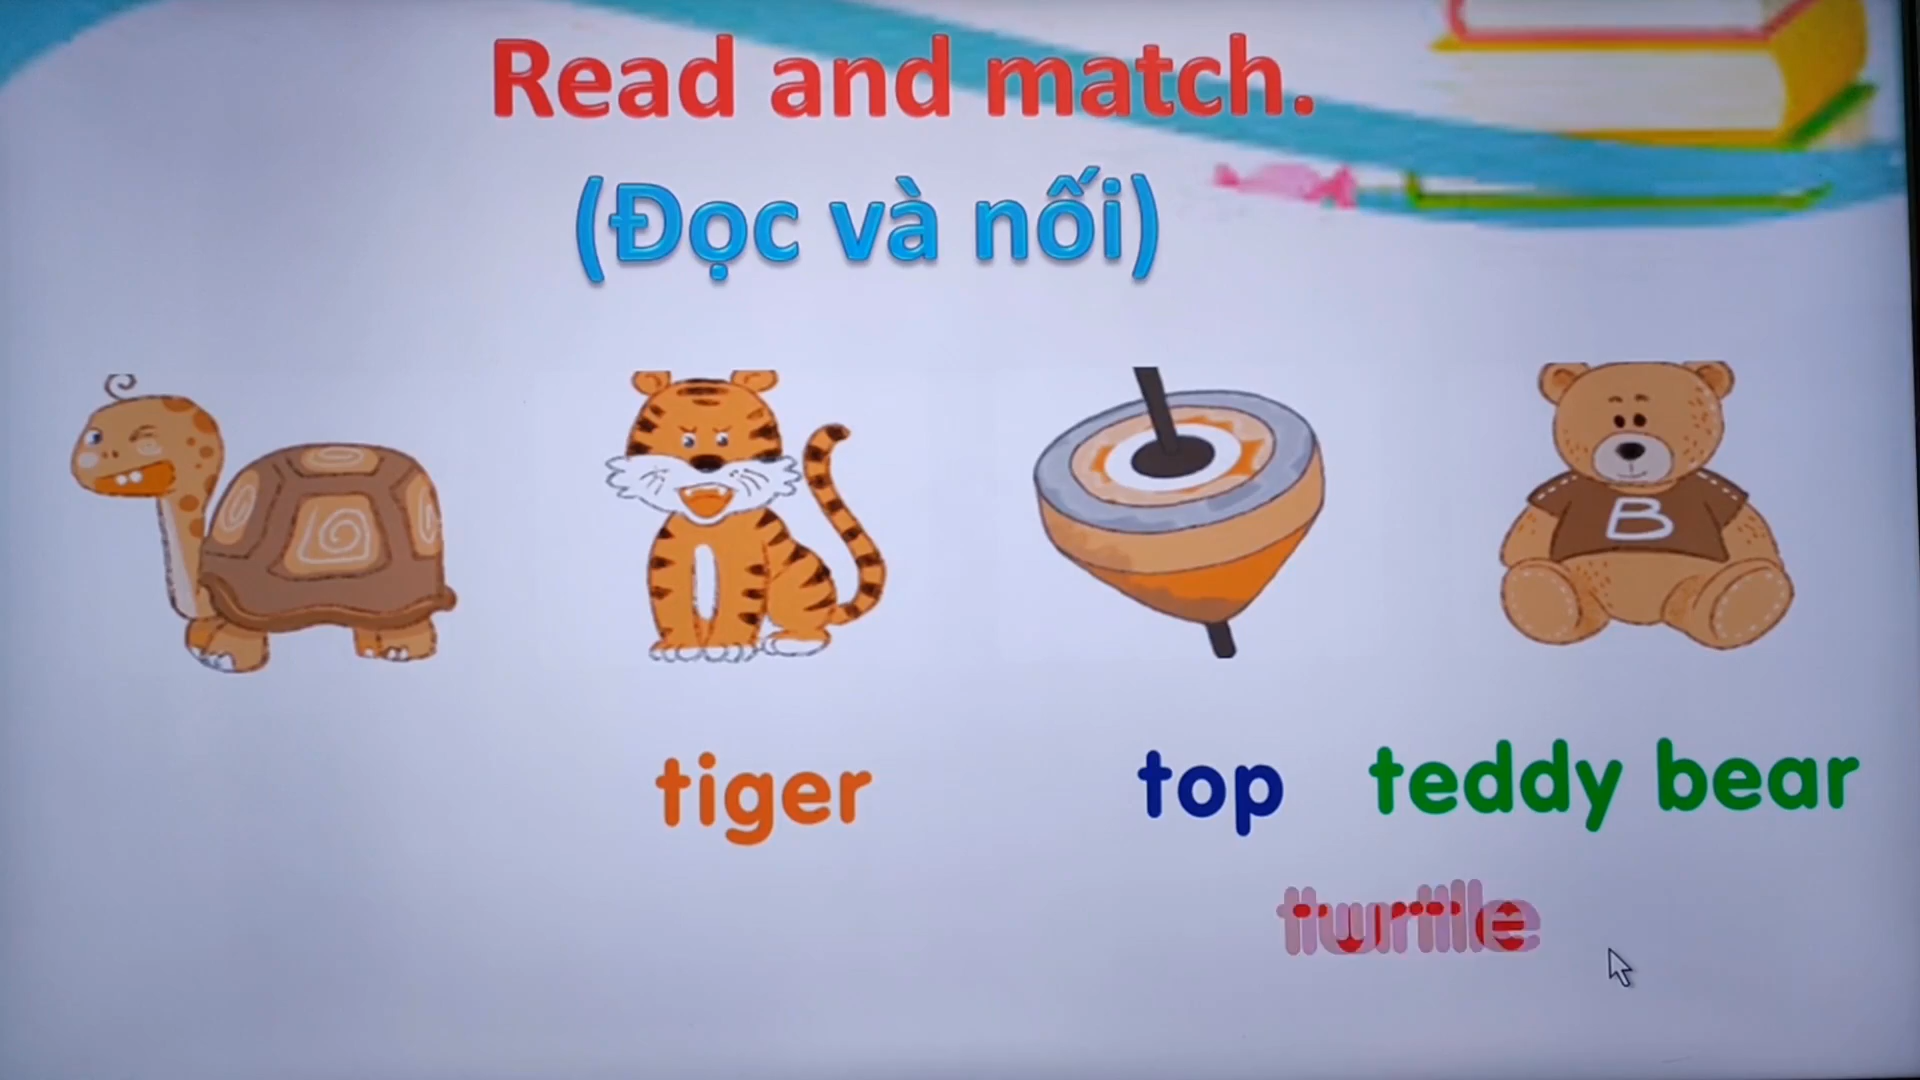 Read and match.
(Đọc và nối)
B
tiger
top
teddy bear
turtle